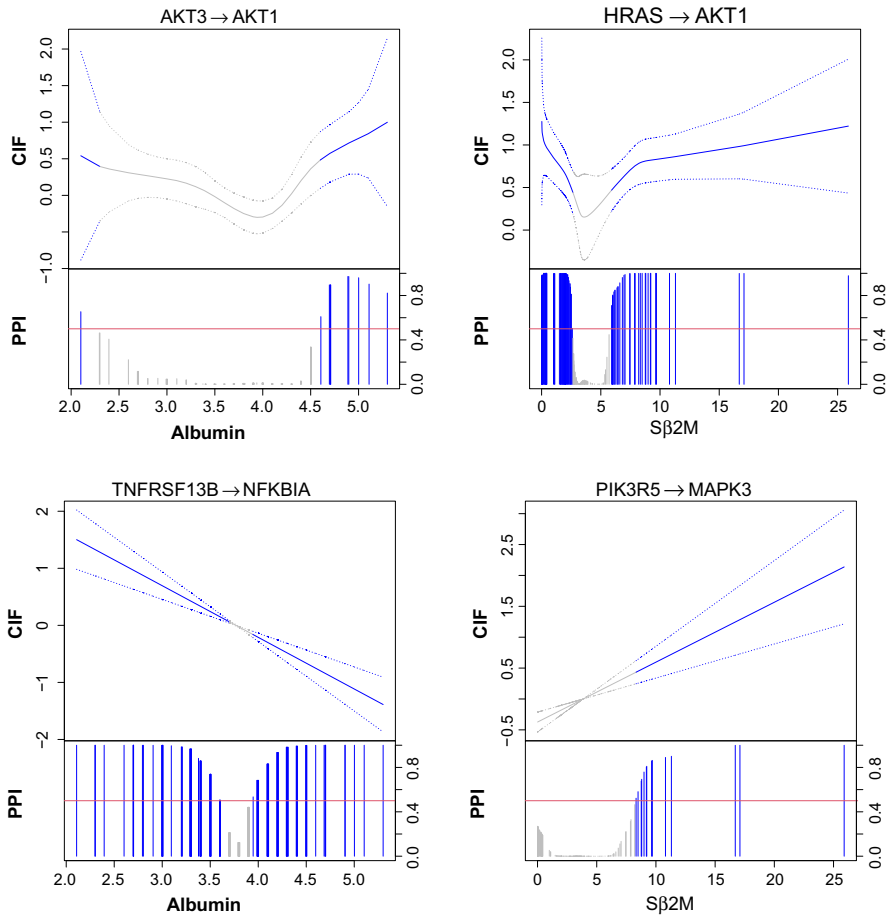 AKT3 → AKT1
CIF
2.0
1.5
1.0
0.5
0.0
−1.0
PPI
0.8
0.4
0.0
2.0 2.5 3.0 3.5 4.0 4.5 5.0
Albumin
HRAS → AKT1
CIF
2.0
1.5
1.0
0.5
0.0
PPI
0.8
0.4
0.0
0 5 10 15 20 25
Sβ2M
TNFRSF13B → NFKBIA
CIF
2
1
0
−1
−2
PPI
0.8
0.4
0.0
2.0 2.5 3.0 3.5 4.0 4.5 5.0
Albumin
PIK3R5 → MAPK3
CIF
2.5
1.5
0.5
−0.5
PPI
0.8
0.4
0.0
0 5 10 15 20 25
Sβ2M